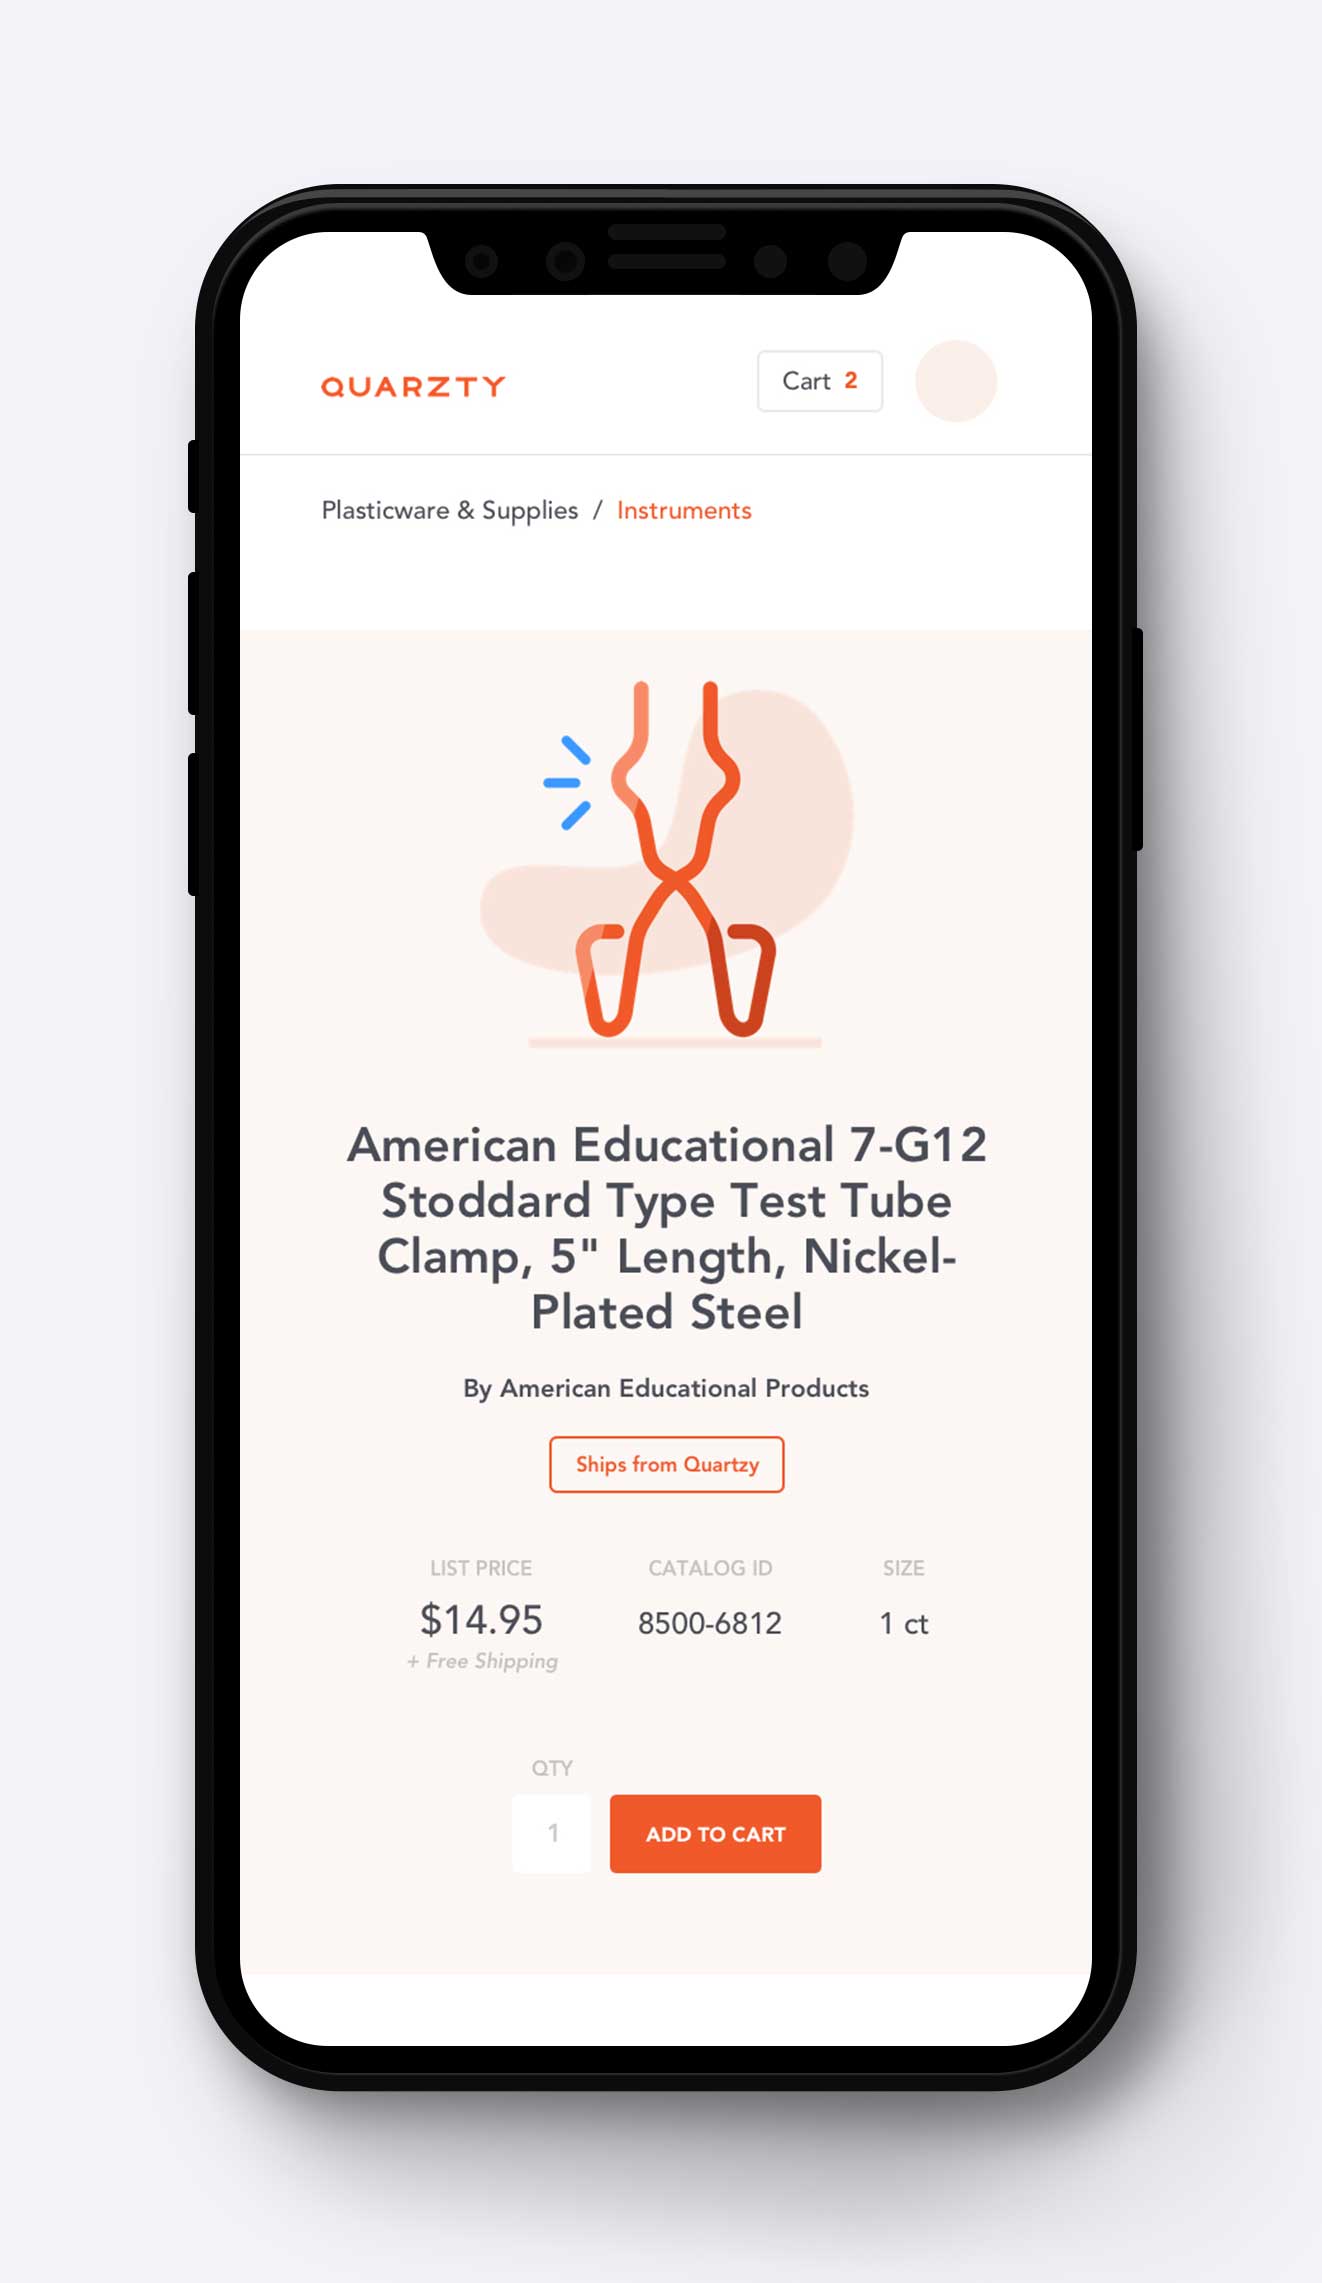 QUARZTY
Cart 2
Plasticware & Supplies / Instruments
American Educational 7-G12
Stoddard Type Test Tube
Clamp, 5" Length, Nickel-
Plated Steel
By American Educational Products
Ships from Quartzy
LIST PRICE CATALOG ID SIZE
$14.95 8500-6812 1 ct
+ Free Shipping
QTY
1 ADD TO CART